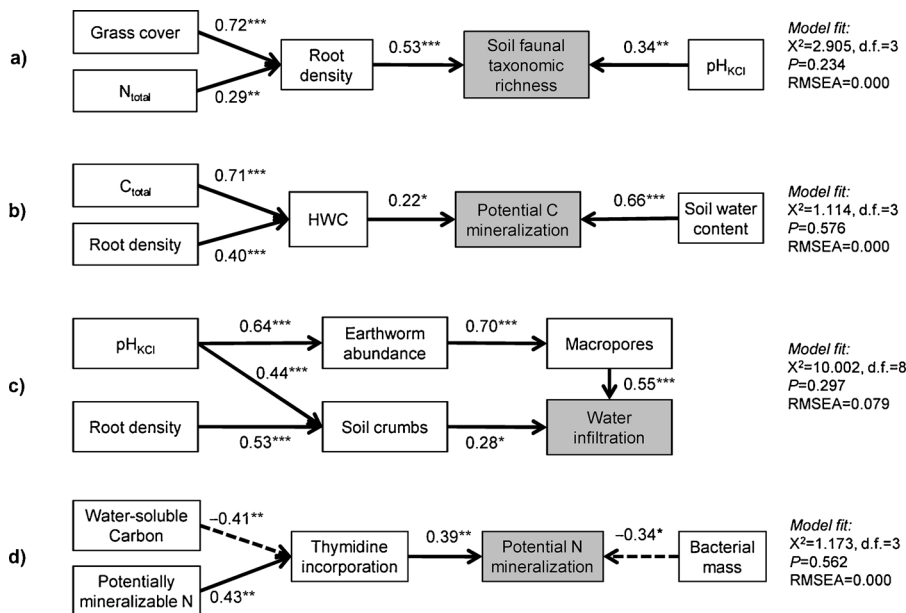 a)
Grass cover
0.72***
N_total
0.29**
Root
density
0.53***
Soil faunal
taxonomic
richness
0.34**
pH_KCl
Model fit:
X²=2.905, d.f.=3
P=0.234
RMSEA=0.000
b)
C_total
0.71***
Root density
0.40***
HWC
0.22*
Potential C
mineralization
0.66***
Soil water
content
Model fit:
X²=1.114, d.f.=3
P=0.576
RMSEA=0.000
c)
pH_KCl
0.64***
Earthworm
abundance
0.70***
Macropores
0.44***
0.55***
Root density
0.53***
Soil crumbs
0.28*
Water
infiltration
Model fit:
X²=10.002, d.f.=8
P=0.297
RMSEA=0.079
d)
Water-soluble
Carbon
−0.41**
Potentially
mineralizable N
0.43**
Thymidine
incorporation
0.39**
Potential N
mineralization
−0.34*
Bacterial
mass
Model fit:
X²=1.173, d.f.=3
P=0.562
RMSEA=0.000